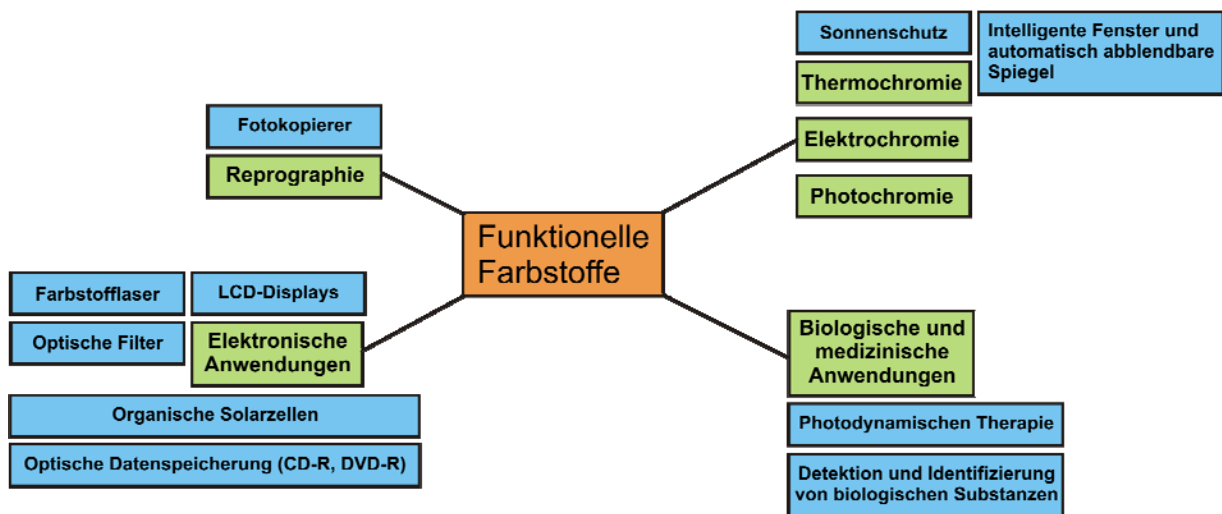 Sonnenschutz
Intelligente Fenster und
automatisch abblendbare
Spiegel
Thermochromie
Elektrochromie
Photochromie
Fotokopierer
Reprographie
Funktionelle
Farbstoffe
Farbstofflaser
LCD-Displays
Optische Filter
Elektronische
Anwendungen
Organische Solarzellen
Optische Datenspeicherung (CD-R, DVD-R)
Biologische und
medizinische
Anwendungen
Photodynamischen Therapie
Detektion und Identifizierung
von biologischen Substanzen